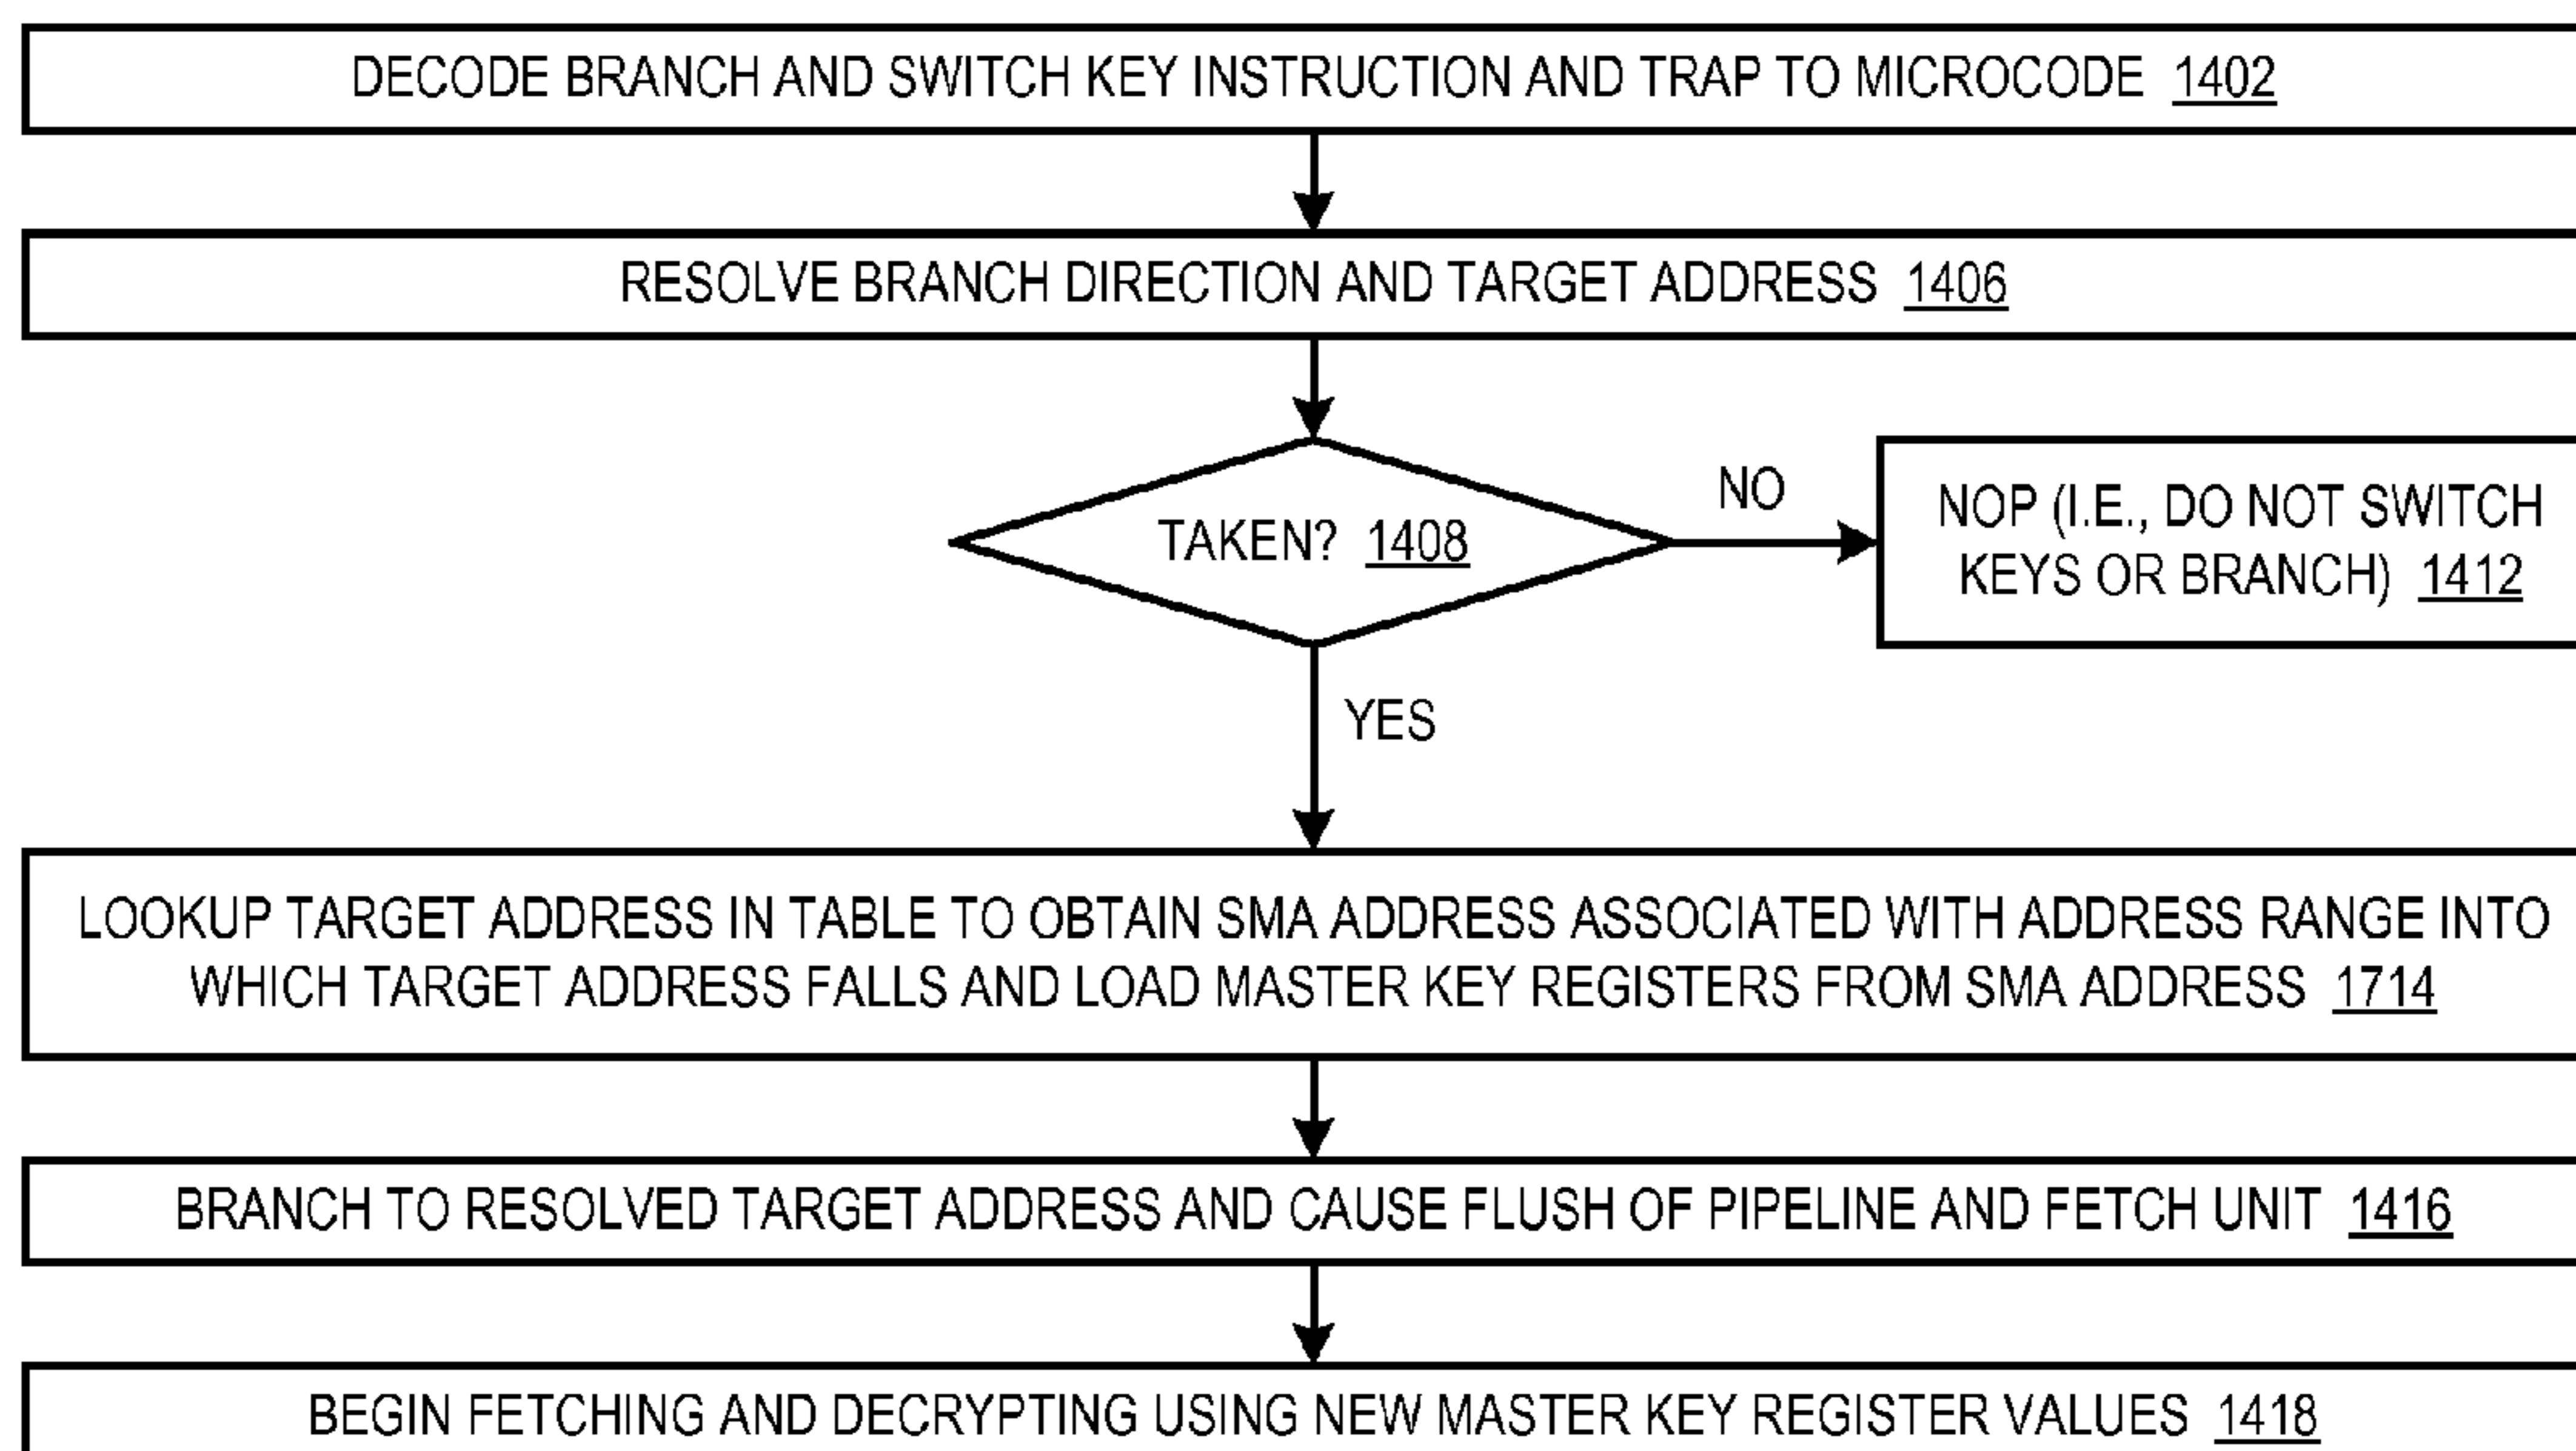 DECODE BRANCH AND SWITCH KEY INSTRUCTION AND TRAP TO MICROCODE 1402
RESOLVE BRANCH DIRECTION AND TARGET ADDRESS 1406
TAKEN? 1408
NO
NOP (I.E., DO NOT SWITCH
KEYS OR BRANCH) 1412
YES
LOOKUP TARGET ADDRESS IN TABLE TO OBTAIN SMA ADDRESS ASSOCIATED WITH ADDRESS RANGE INTO
WHICH TARGET ADDRESS FALLS AND LOAD MASTER KEY REGISTERS FROM SMA ADDRESS 1714
BRANCH TO RESOLVED TARGET ADDRESS AND CAUSE FLUSH OF PIPELINE AND FETCH UNIT 1416
BEGIN FETCHING AND DECRYPTING USING NEW MASTER KEY REGISTER VALUES 1418